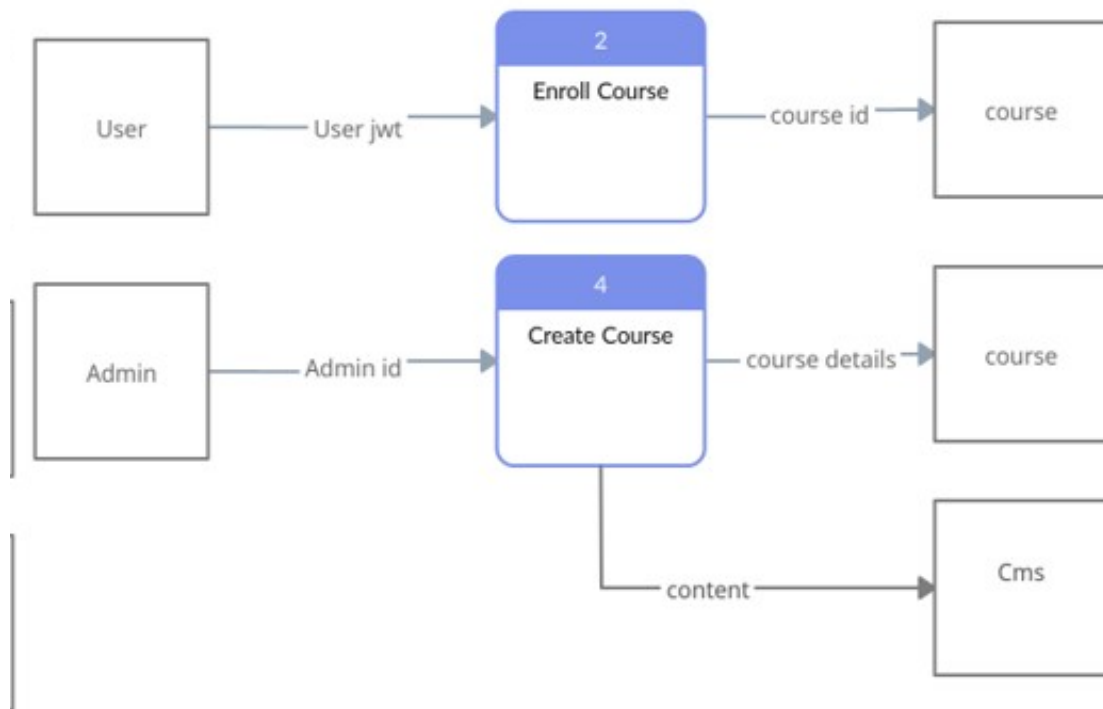 2
Enroll Course
User
User jwt
course id
course
4
Create Course
Admin
Admin id
course details
course
content
Cms